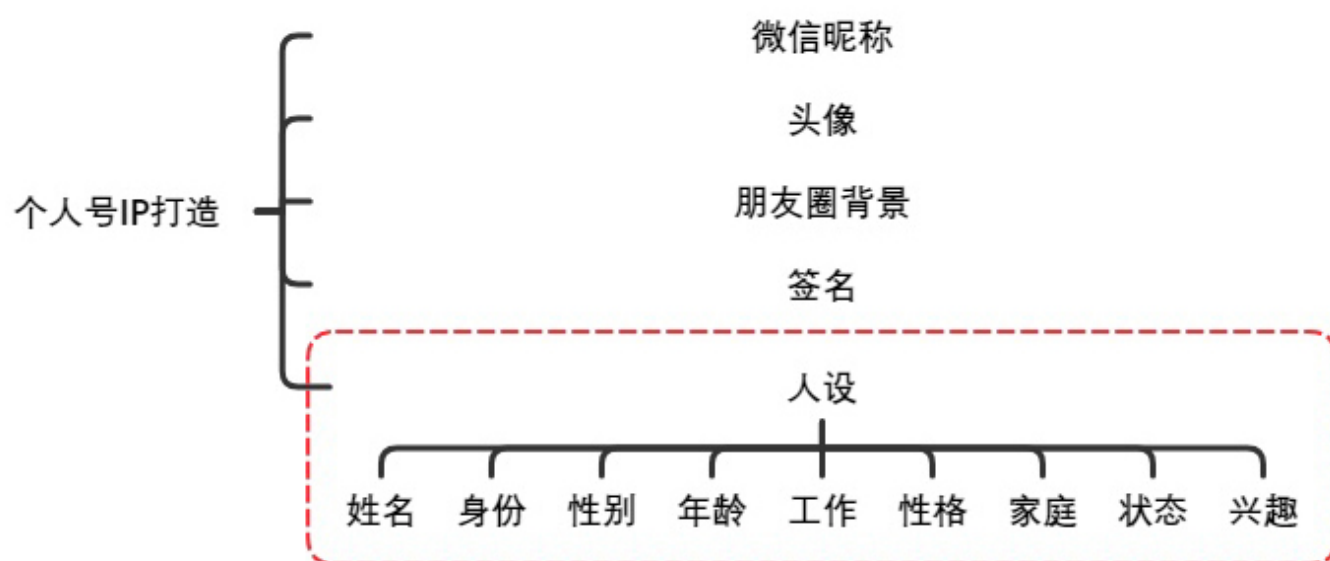 微信昵称
头像
朋友圈背景
个人号IP打造
签名
人设
姓名 身份 性别 年龄 工作 性格 家庭 状态 兴趣